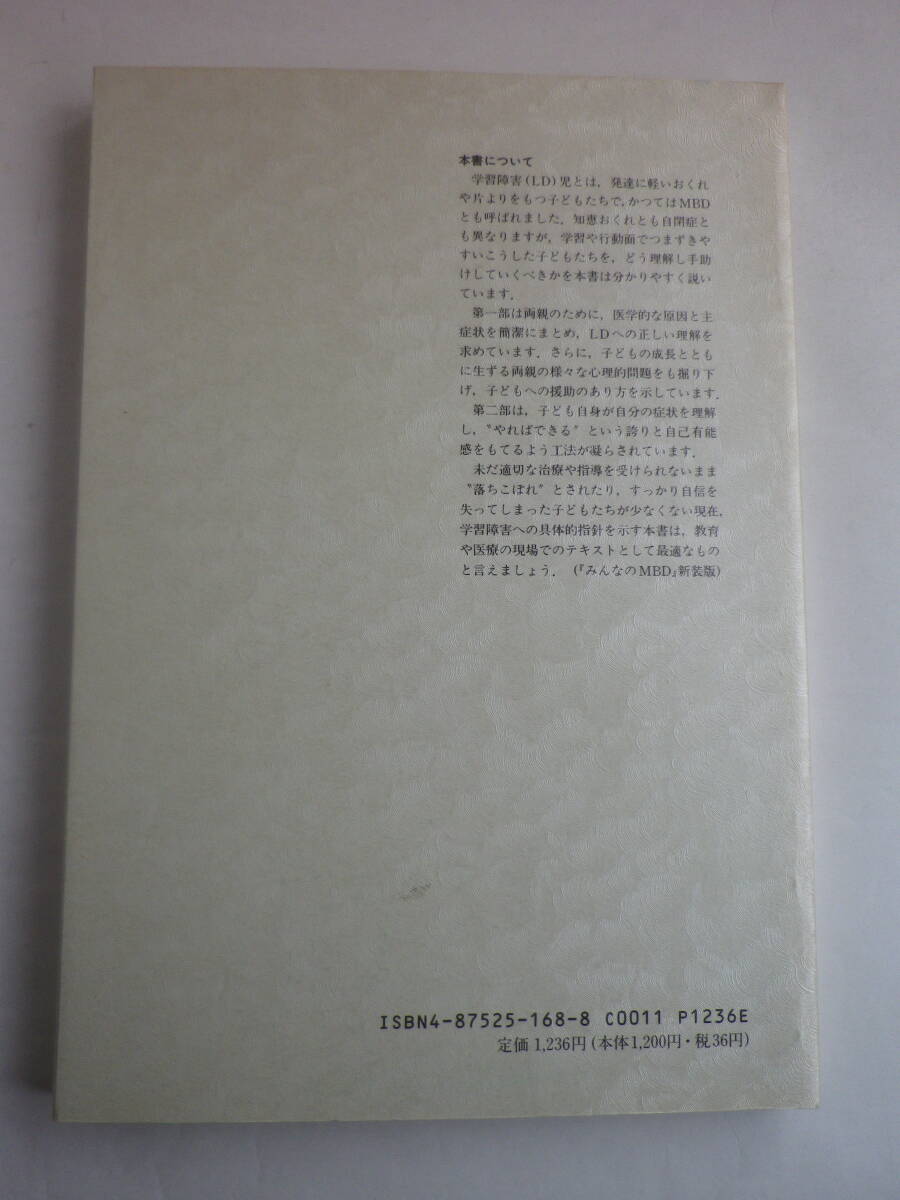 本書について
学習障害(LD)児とは，発達に軽いおくれ
や片よりをもつ子どもたちで，かつてはMBD
とも呼ばれました．知恵おくれとも自閉症と
も異なりますが，学習や行動面でつまずきや
すいこうした子どもたちを，どう理解し手助
けしていくべきかを本書は分かりやすく説い
ています．
第一部は両親のために，医学的な原因と主
症状を簡潔にまとめ，LDへの正しい理解を
求めています．さらに，子どもの成長ととも
に生ずる両親の様々な心理的問題をも掘り下
げ，子どもへの援助のあり方を示しています．
第二部は，子ども自身が自分の症状を理解
し，〝やればできる〟という誇りと自己有能
感をもてるよう工法が凝らされています．
未だ適切な治療や指導を受けられないまま
〝落ちこぼれ〟とされたり，すっかり自信を
失ってしまった子どもたちが少なくない現在，
学習障害への具体的指針を示す本書は，教育
や医療の現場でのテキストとして最適なもの
と言えましょう．（『みんなのMBD』新装版）
ISBN4-87525-168-8 C0011 P1236E
定価1,236円(本体1,200円・税36円)